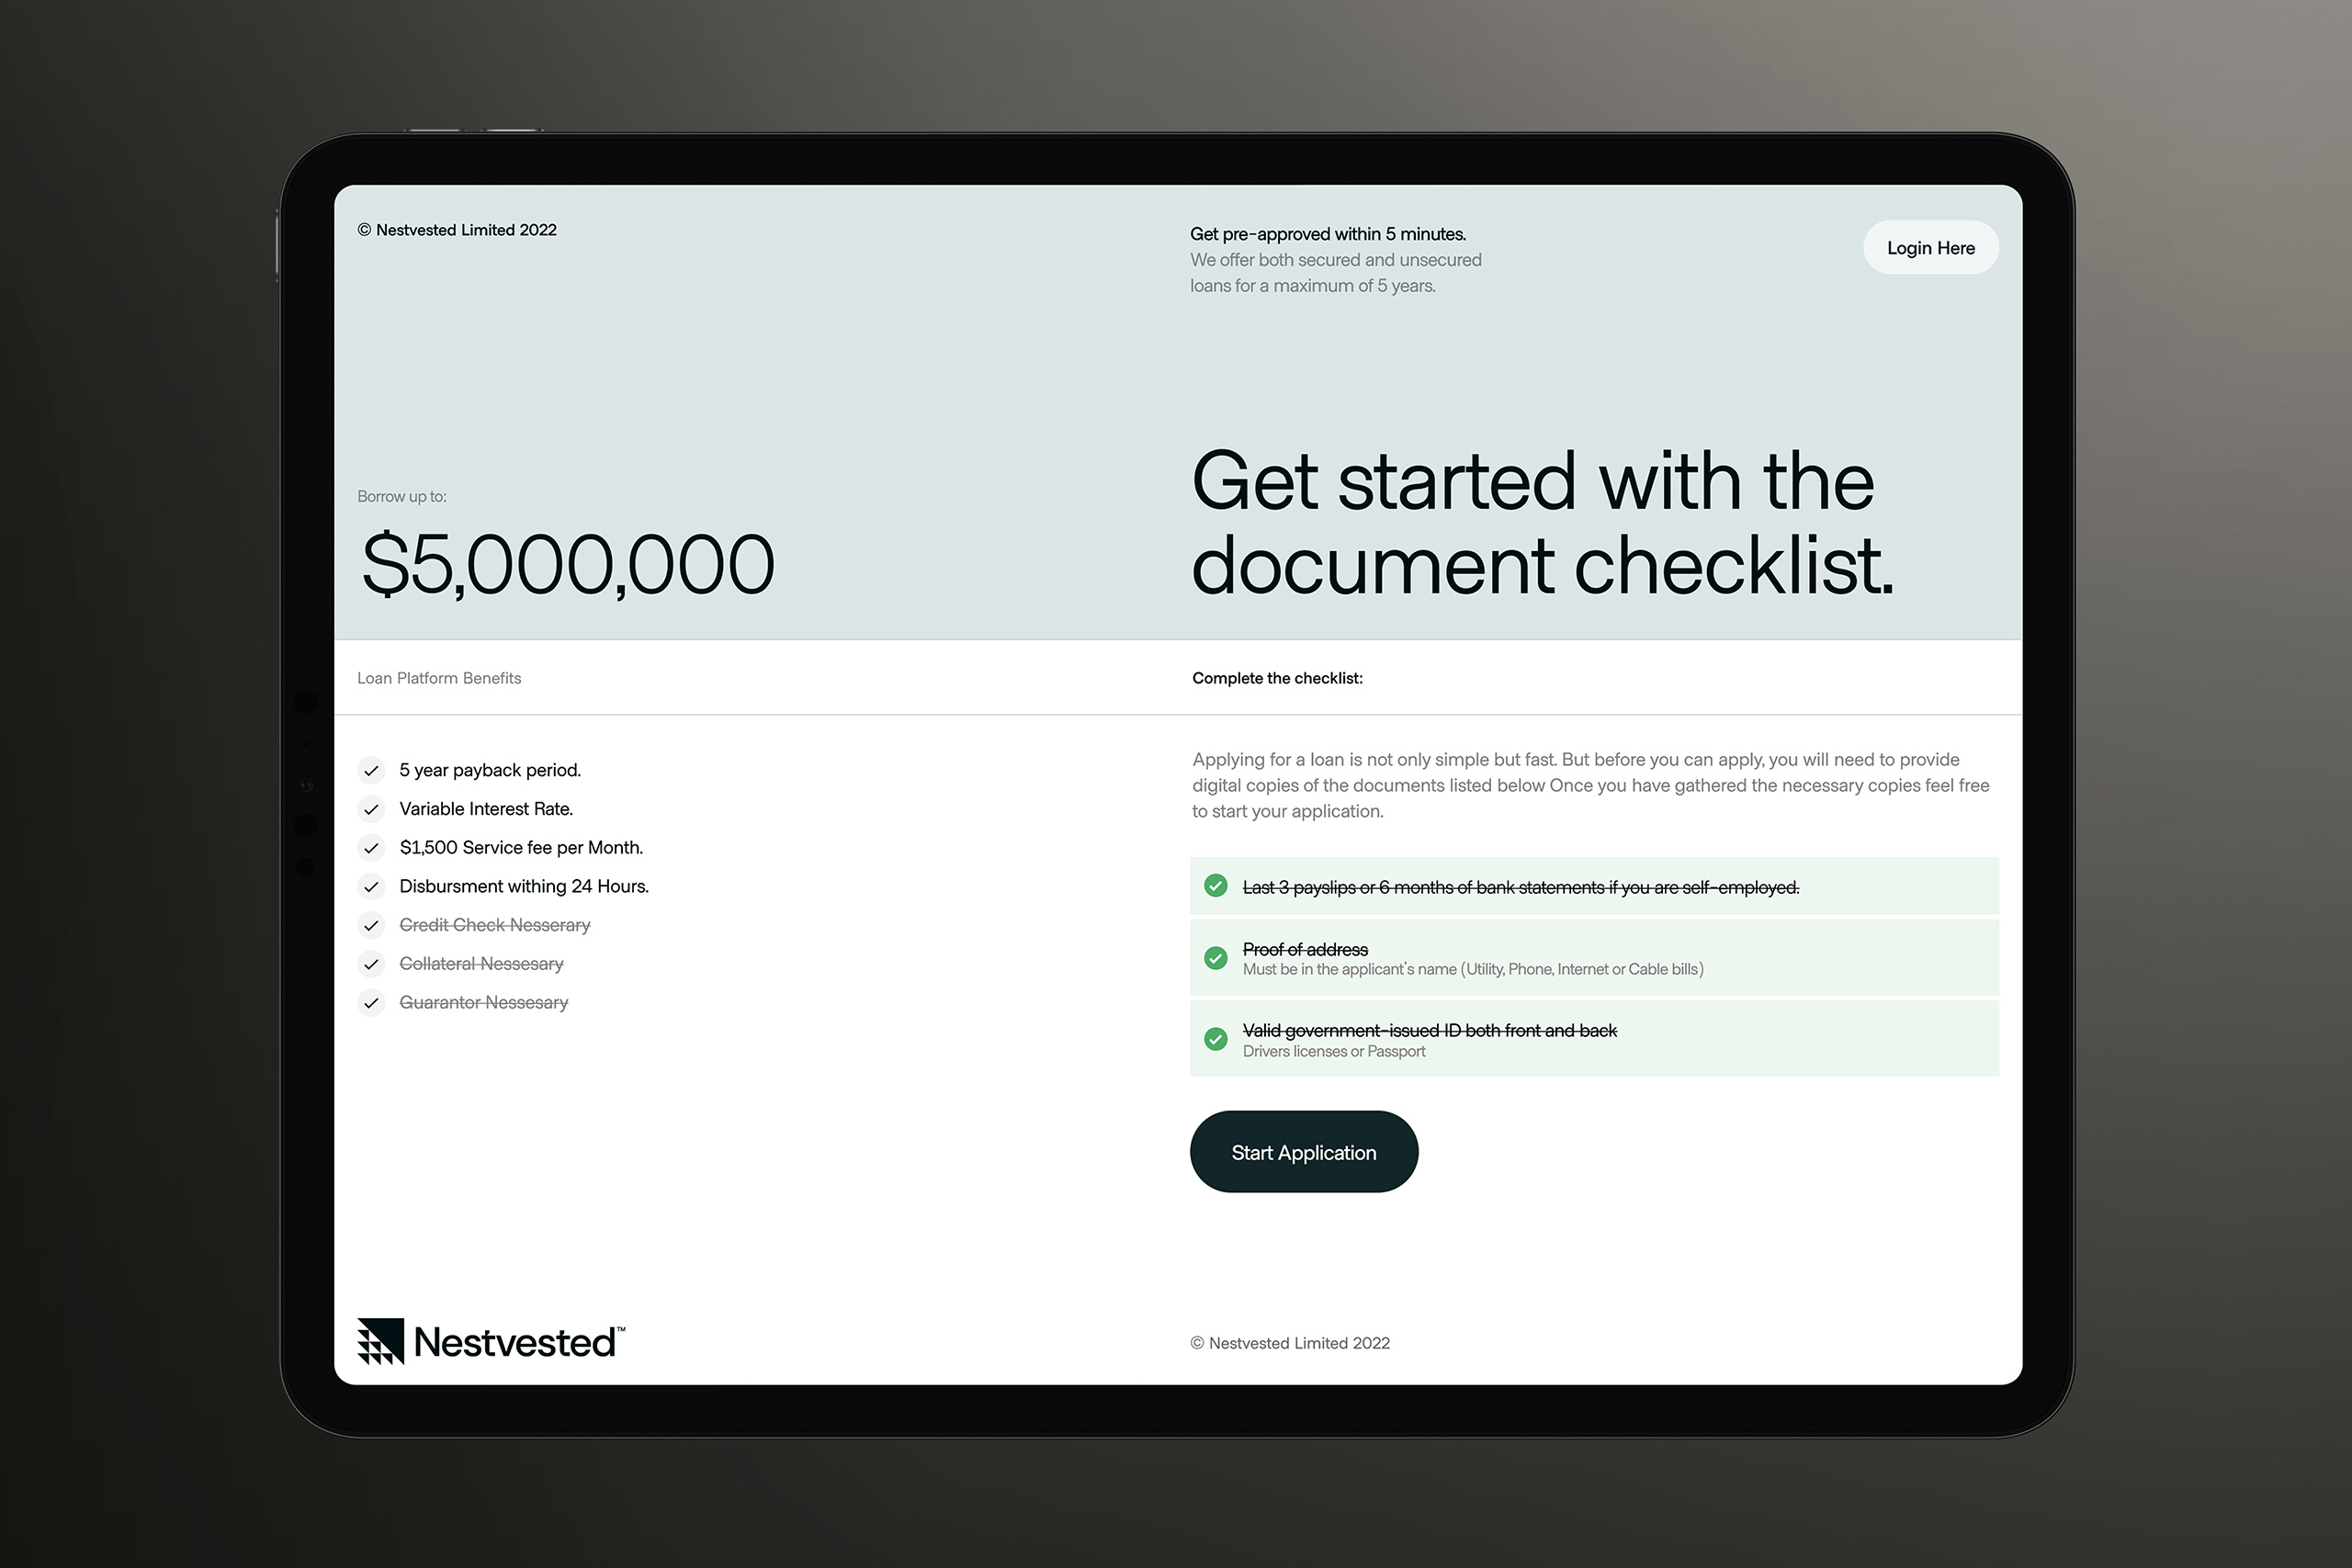 © Nestvested Limited 2022
Get pre-approved within 5 minutes.
We offer both secured and unsecured
loans for a maximum of 5 years.
Login Here
Borrow up to:
$5,000,000
Get started with the
document checklist.
Loan Platform Benefits
5 year payback period.
Variable Interest Rate.
$1,500 Service fee per Month.
Disbursment withing 24 Hours.
Credit Check Nesserary
Collateral Nessesary
Guarantor Nessesary
Complete the checklist:
Applying for a loan is not only simple but fast. But before you can apply, you will need to provide
digital copies of the documents listed below Once you have gathered the necessary copies feel free
to start your application.
Last 3 payslips or 6 months of bank statements if you are self-employed.
Proof of address
Must be in the applicant's name (Utility, Phone, Internet or Cable bills)
Valid government-issued ID both front and back
Drivers licenses or Passport
Start Application
Nestvested™
© Nestvested Limited 2022